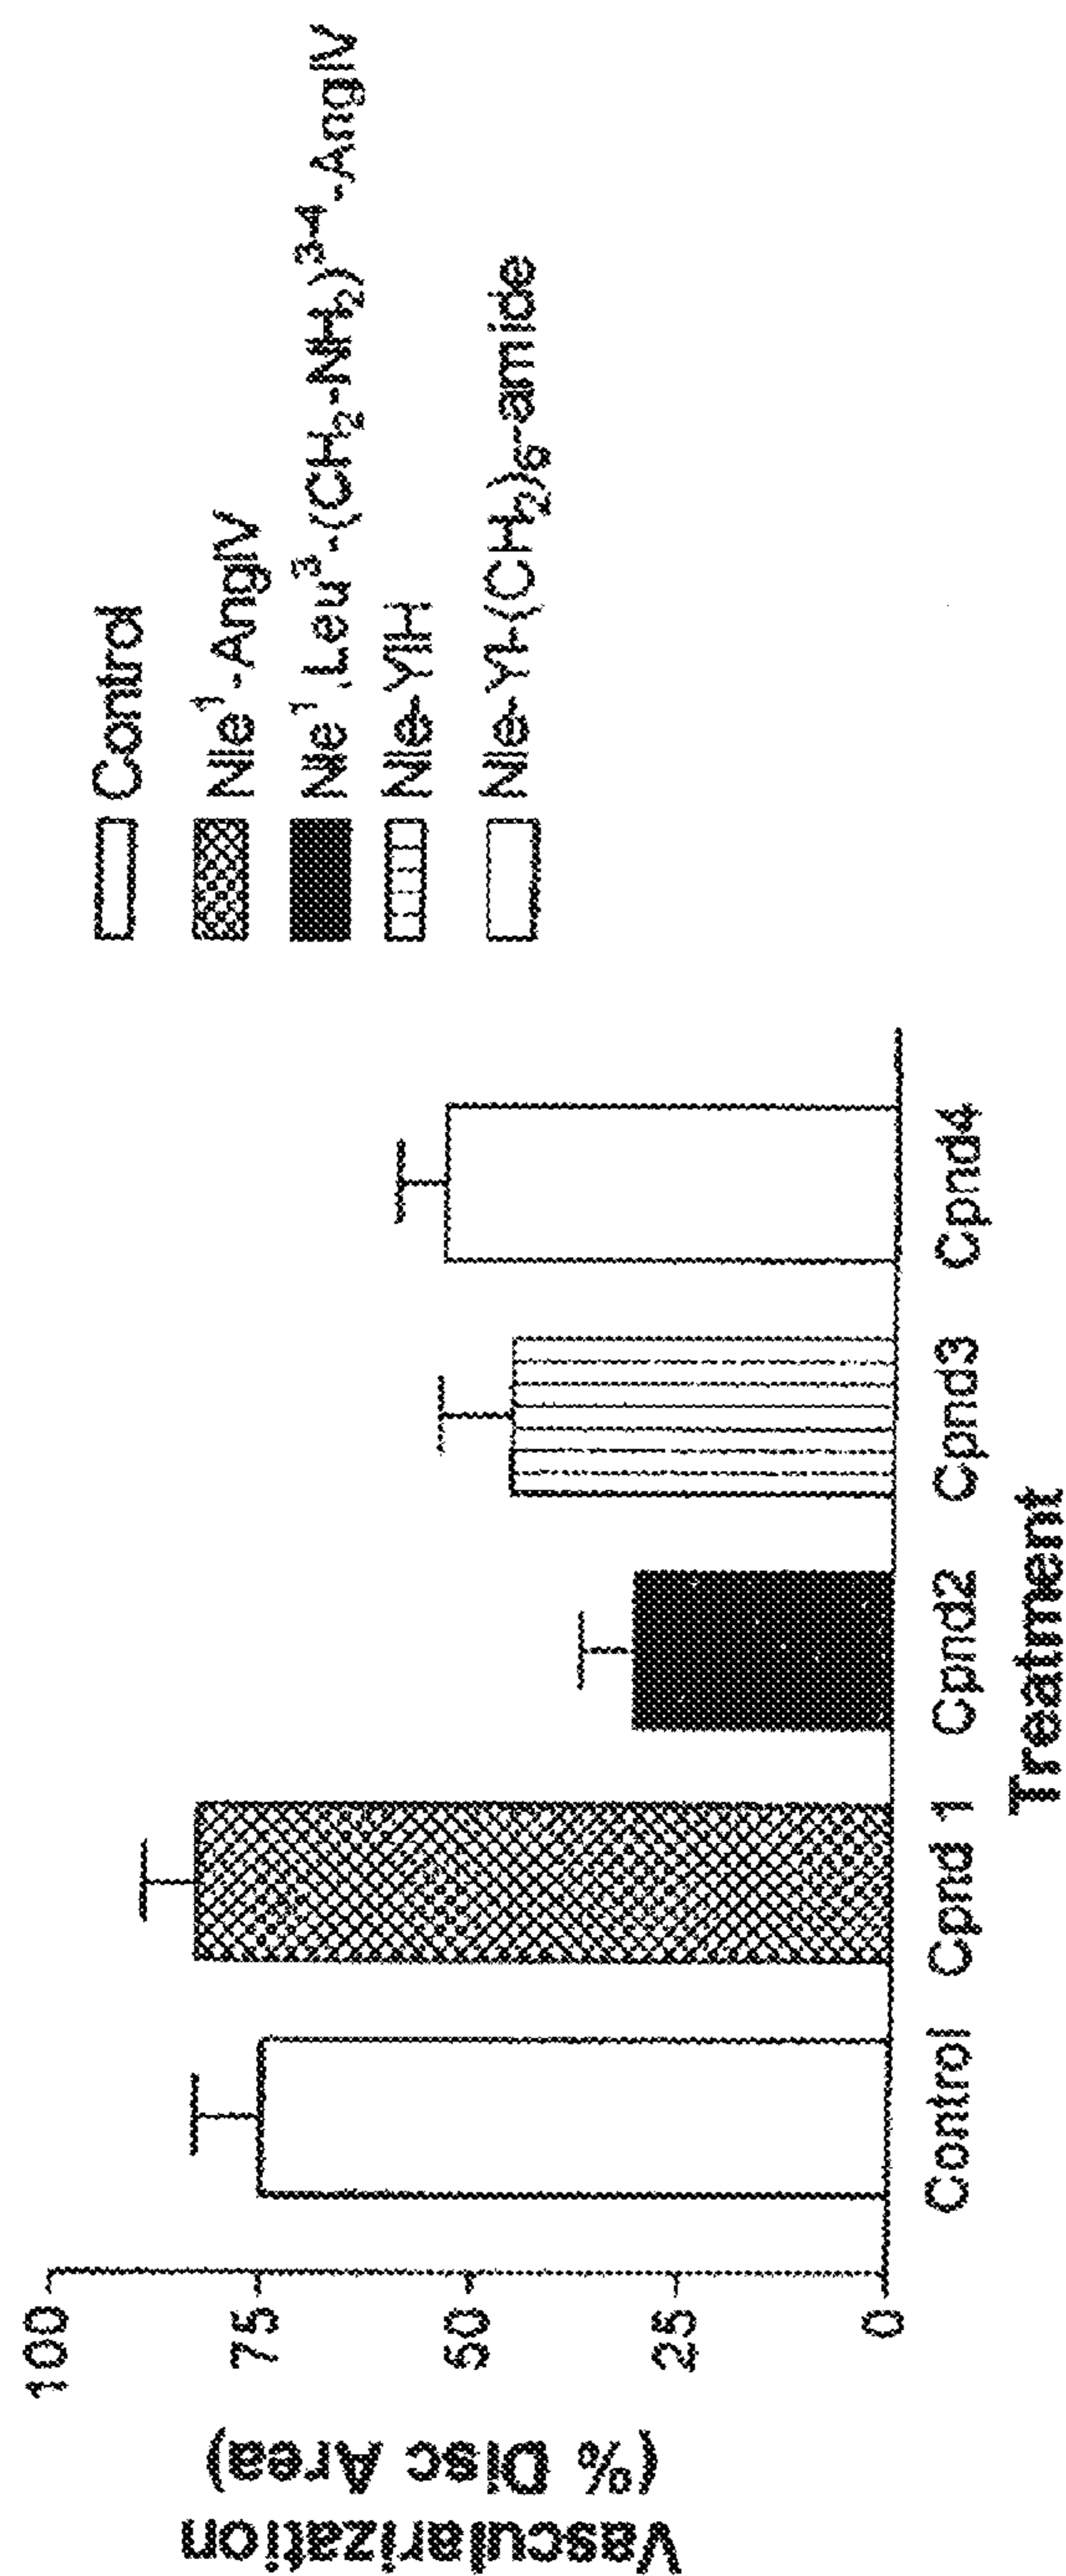 Vascularization
(% Disc Area)
100
75
50
25
0
Control
Cpnd 1
Cpnd2
Cpnd3
Cpnd4
Treatment
Control
Nle¹-AngIV
Nle¹,Leu³-(CH₂-NH₂)³⁻⁴-AngIV
Nle-YIH
Nle-YI-(CH₂)₆-amide